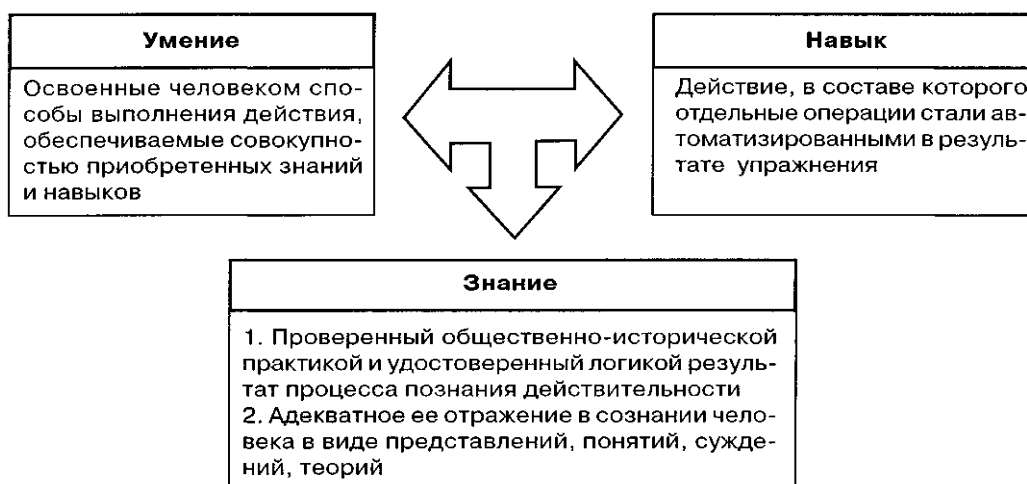 Умение
Освоенные человеком спо-
собы выполнения действия,
обеспечиваемые совокупно-
стью приобретенных знаний
и навыков
Навык
Действие, в составе которого
отдельные операции стали ав-
томатизированными в резуль-
тате упражнения
Знание
1. Проверенный общественно-исторической
практикой и удостоверенный логикой резуль-
тат процесса познания действительности
2. Адекватное ее отражение в сознании чело-
века в виде представлений, понятий, сужде-
ний, теорий